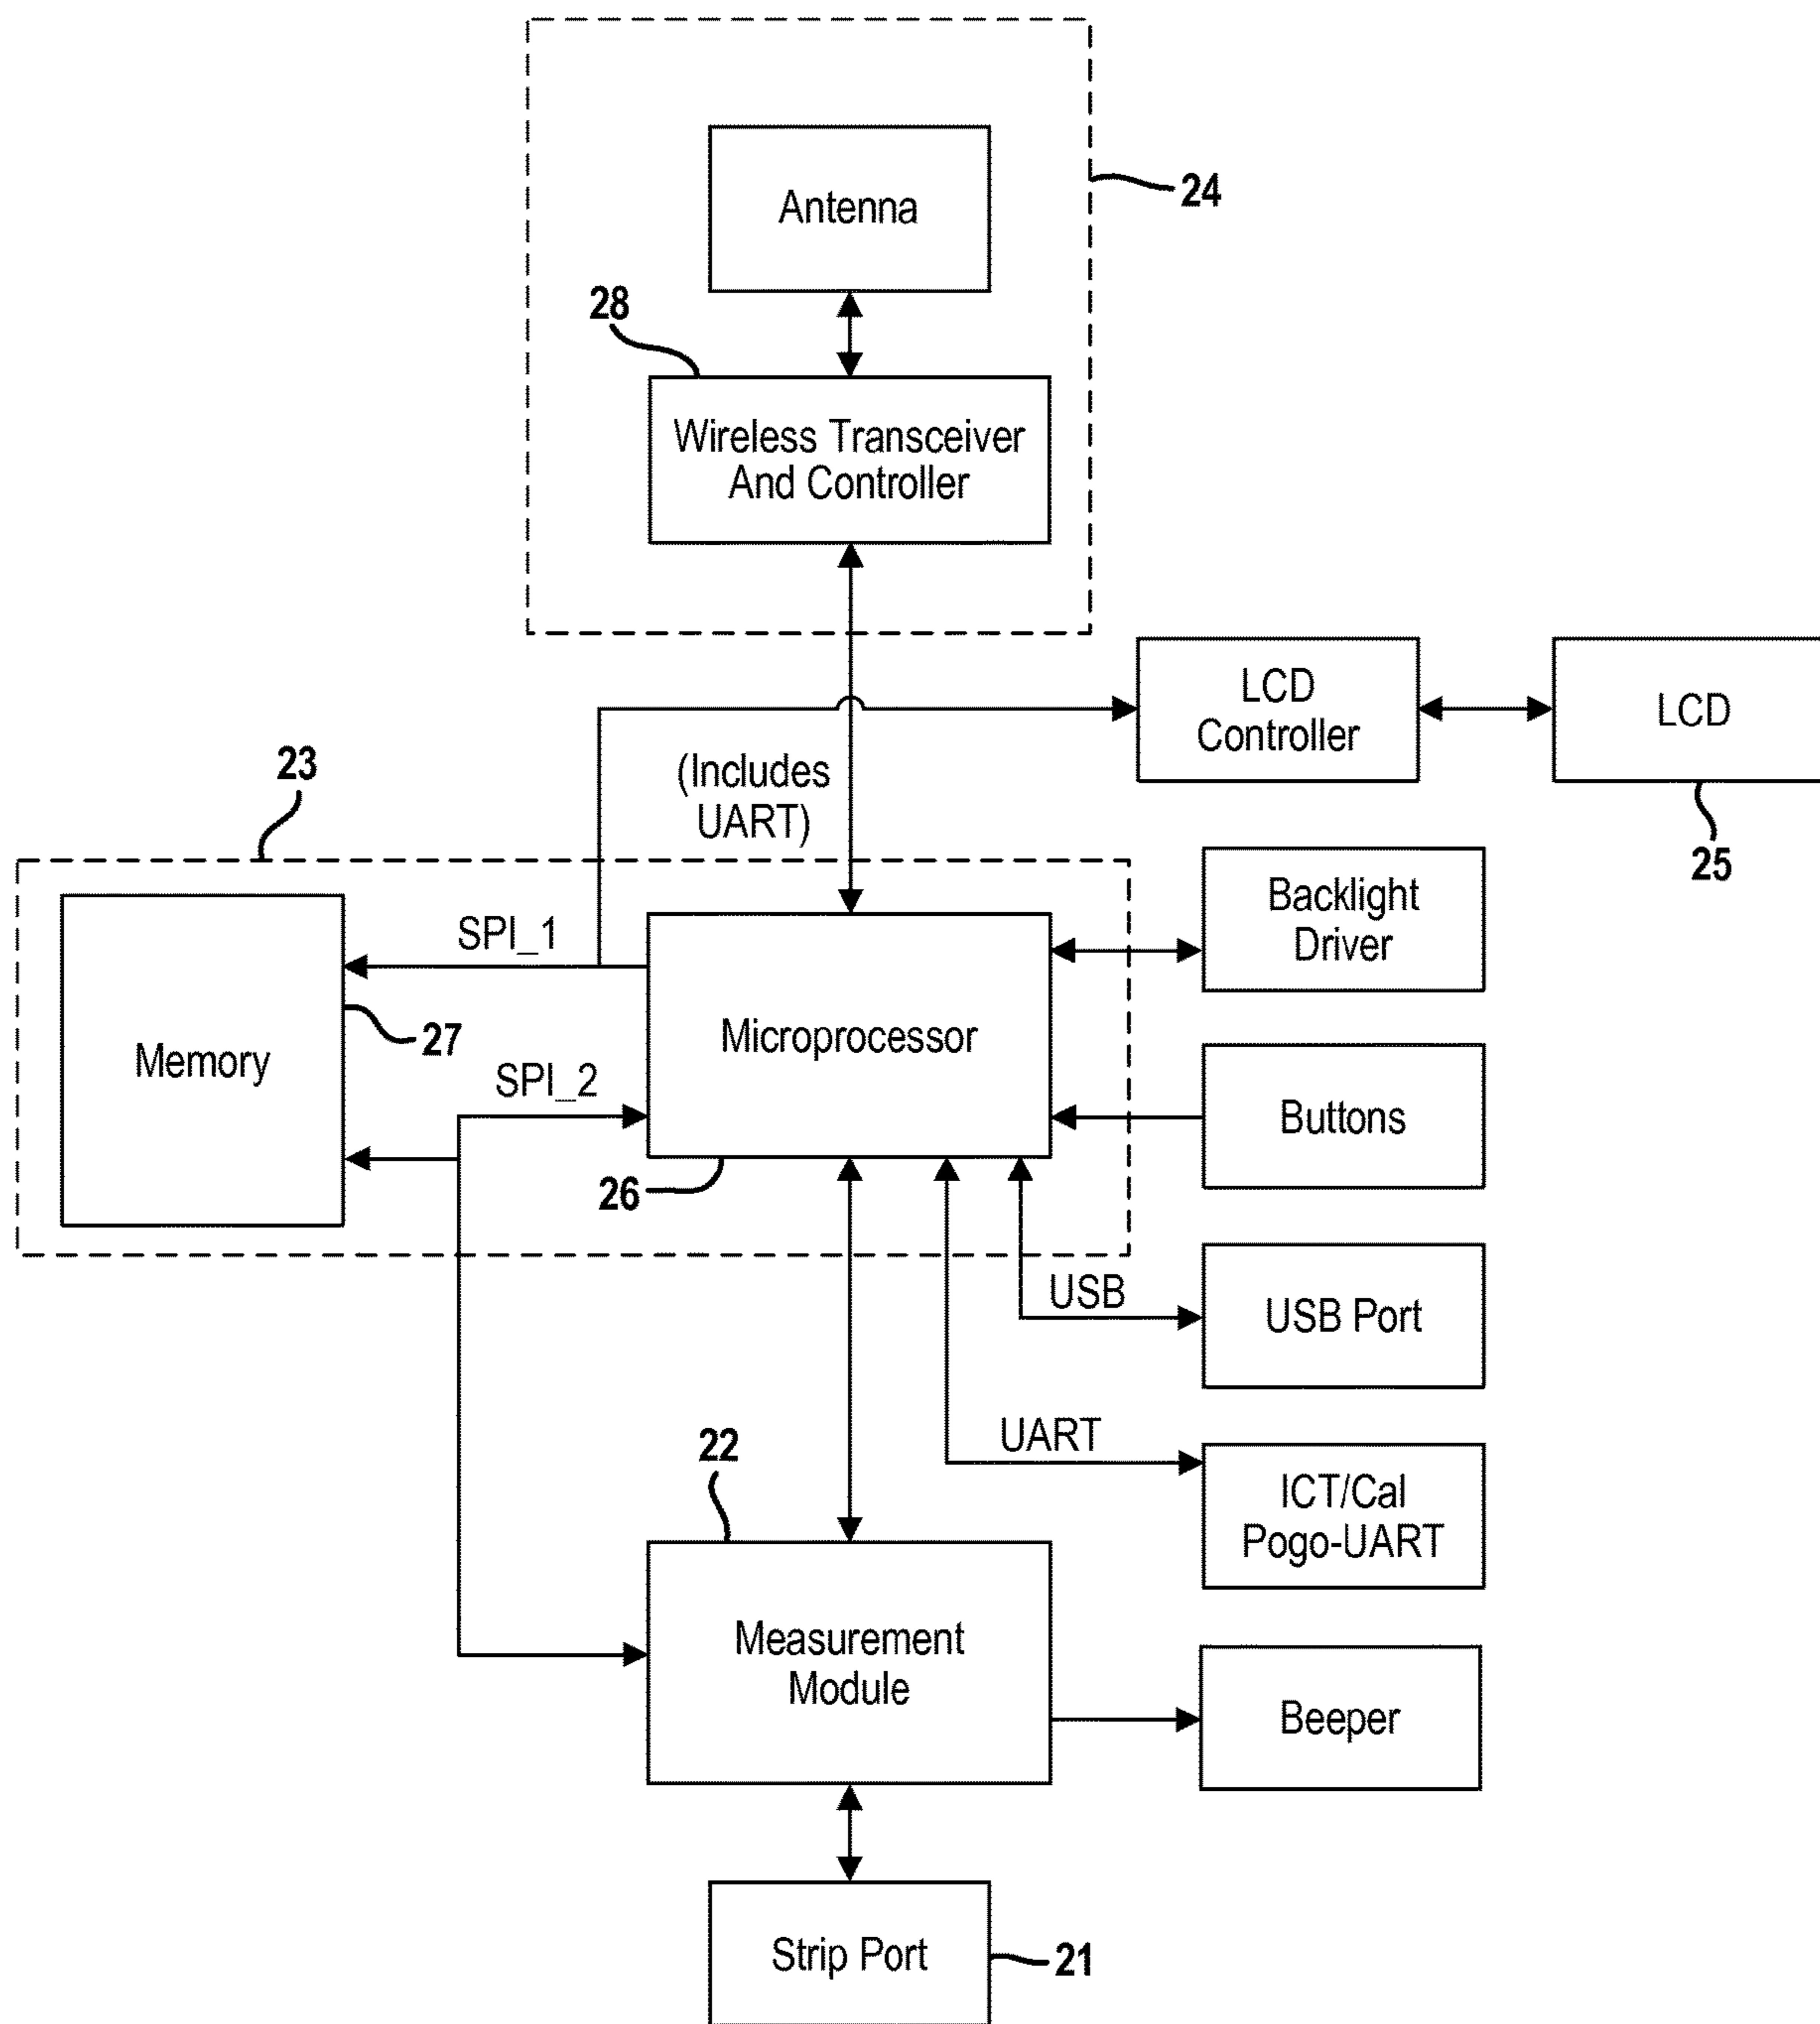 Antenna
24
28
Wireless Transceiver
And Controller
LCD
Controller
LCD
25
(Includes
UART)
23
Backlight
Driver
SPI_1
27
Memory
Microprocessor
SPI_2
26
Buttons
USB
USB Port
UART
ICT/Cal
Pogo-UART
22
Measurement
Module
Beeper
Strip Port
21